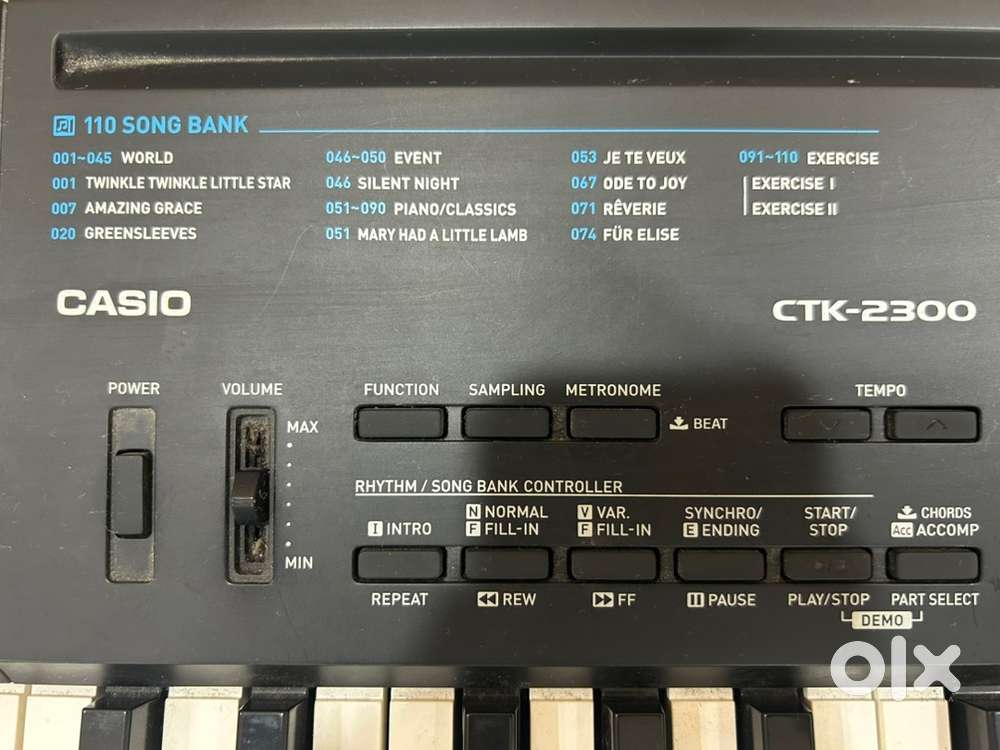 110 SONG BANK
001~045 WORLD
001 TWINKLE TWINKLE LITTLE STAR
007 AMAZING GRACE
020 GREENSLEEVES
046~050 EVENT
046 SILENT NIGHT
051~090 PIANO/CLASSICS
051 MARY HAD A LITTLE LAMB
053 JE TE VEUX
067 ODE TO JOY
071 RÊVERIE
074 FÜR ELISE
091~110 EXERCISE
EXERCISE I
EXERCISE II
CASIO
CTK-2300
POWER
VOLUME
MAX
MIN
FUNCTION
SAMPLING
METRONOME
BEAT
TEMPO
RHYTHM / SONG BANK CONTROLLER
I INTRO
N NORMAL
F FILL-IN
V VAR.
F FILL-IN
SYNCHRO/
E ENDING
START/
STOP
CHORDS
Acc ACCOMP
REPEAT
REW
FF
PAUSE
PLAY/STOP
PART SELECT
DEMO
olx